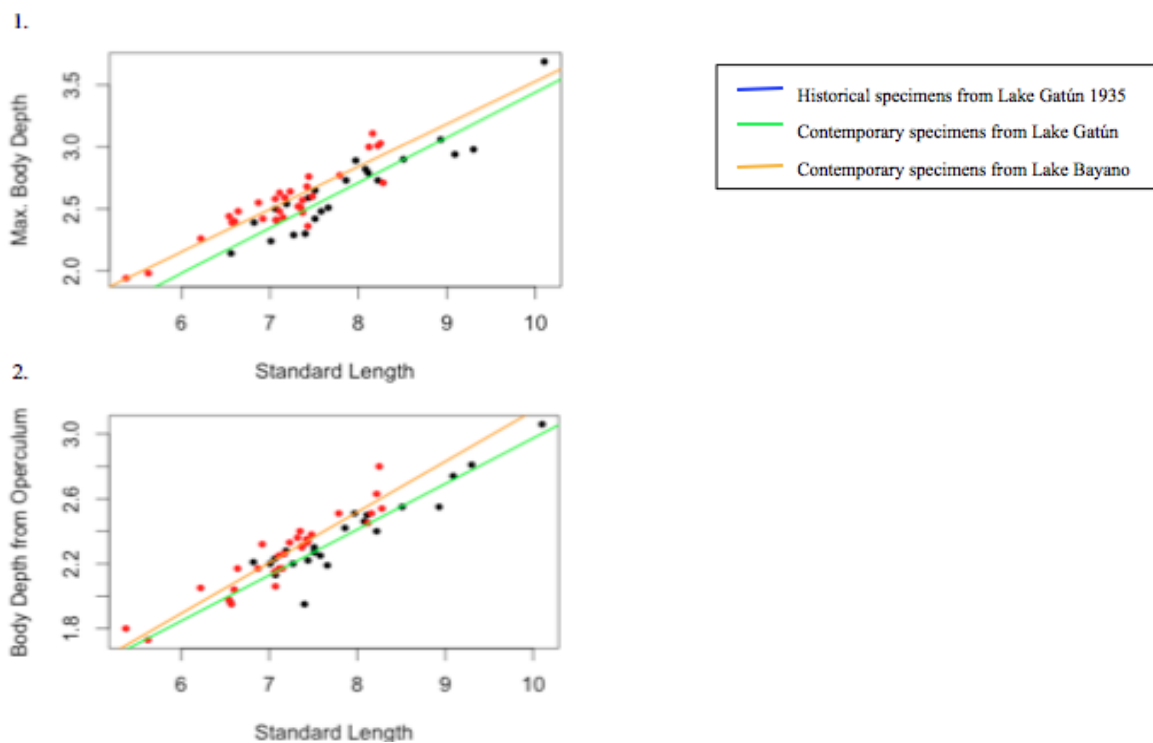 1.
Max. Body Depth
3.5
3.0
2.5
2.0
6 7 8 9 10
Standard Length
Historical specimens from Lake Gatún 1935
Contemporary specimens from Lake Gatún
Contemporary specimens from Lake Bayano
2.
Body Depth from Operculum
3.0
2.6
2.2
1.8
6 7 8 9 10
Standard Length